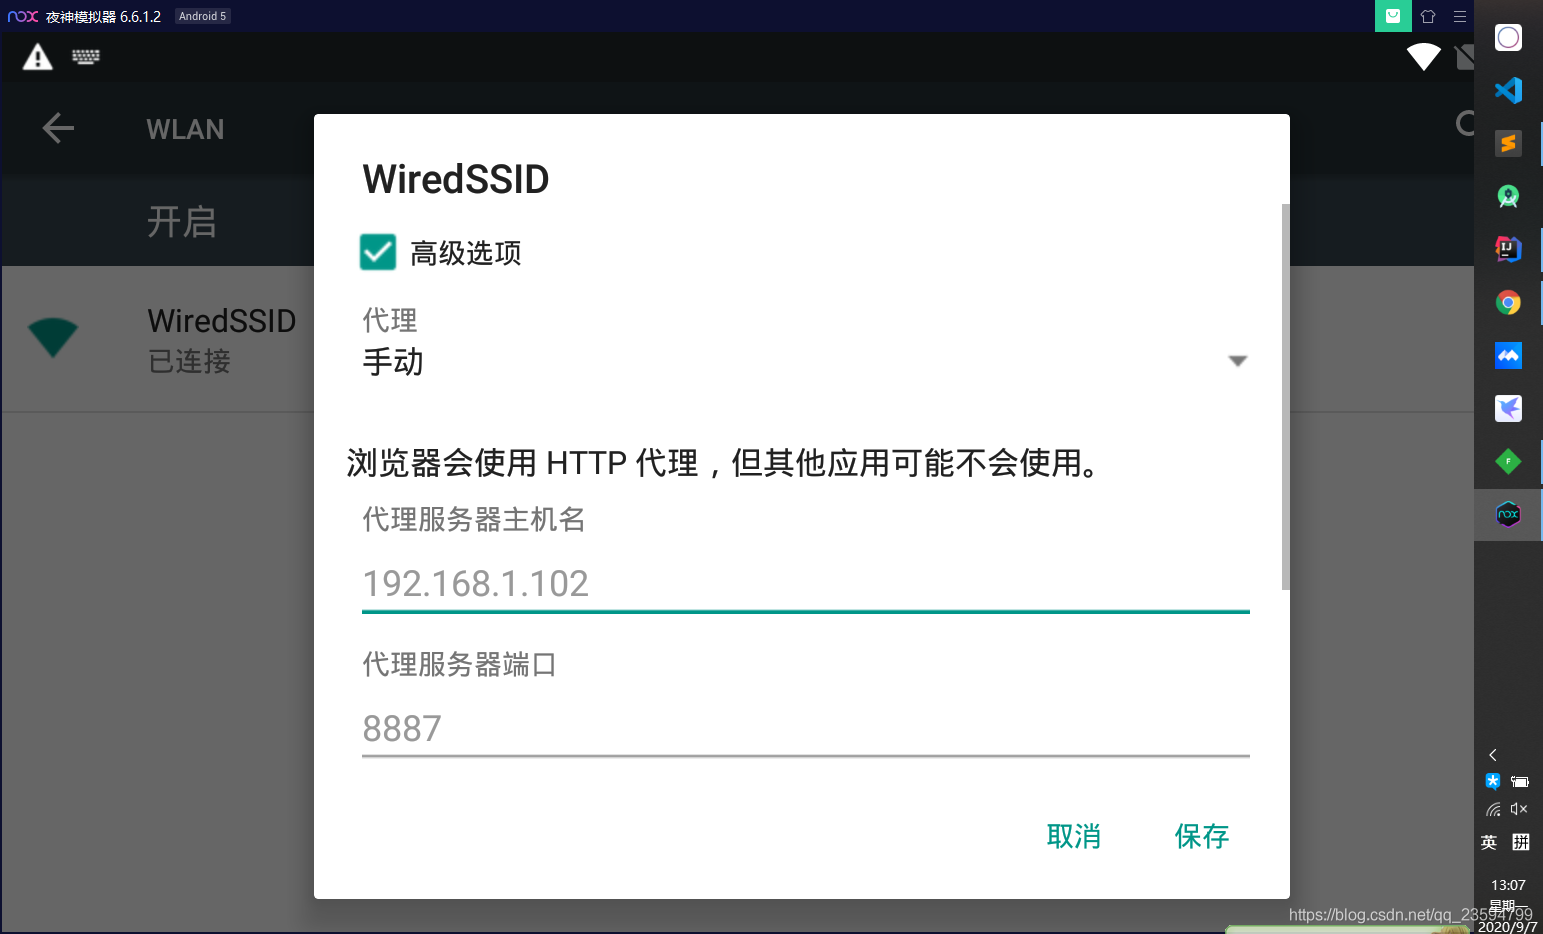 nox 夜神模拟器 6.6.1.2 Android 5
WLAN
开启
WiredSSID
已连接
WiredSSID
高级选项
代理
手动
浏览器会使用 HTTP 代理，但其他应用可能不会使用。
代理服务器主机名
192.168.1.102
代理服务器端口
8887
取消
保存
IJ
F
nox
英 拼
13:07
星期一
2020/9/7
https://blog.csdn.net/qq_23594799